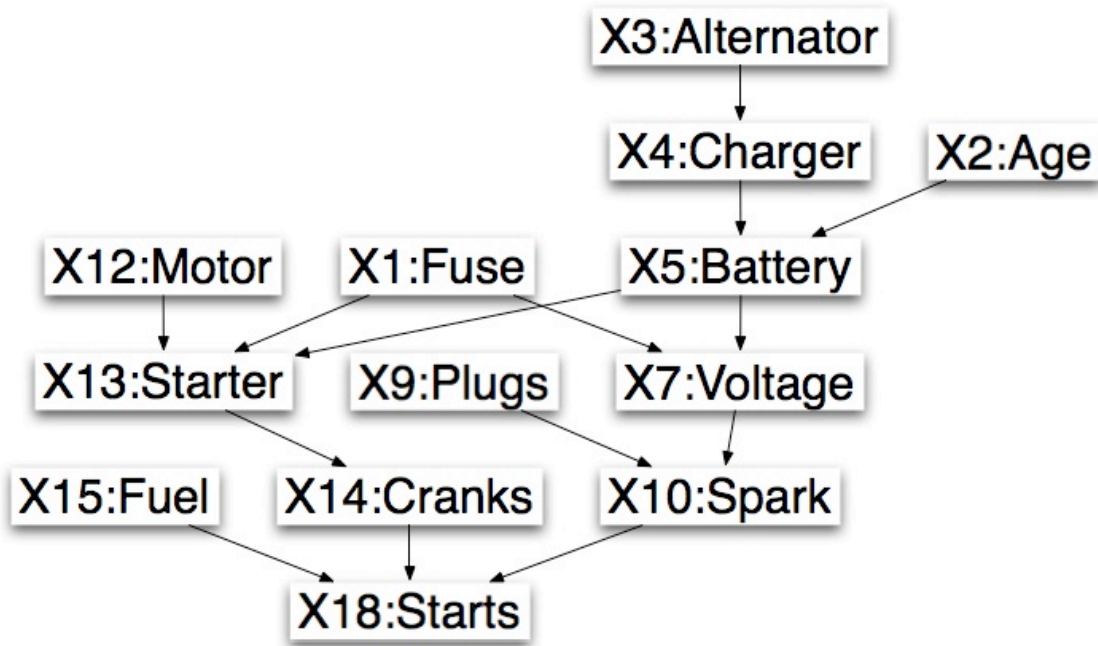 X3:Alternator
X4:Charger
X2:Age
X12:Motor
X1:Fuse
X5:Battery
X13:Starter
X9:Plugs
X7:Voltage
X15:Fuel
X14:Cranks
X10:Spark
X18:Starts